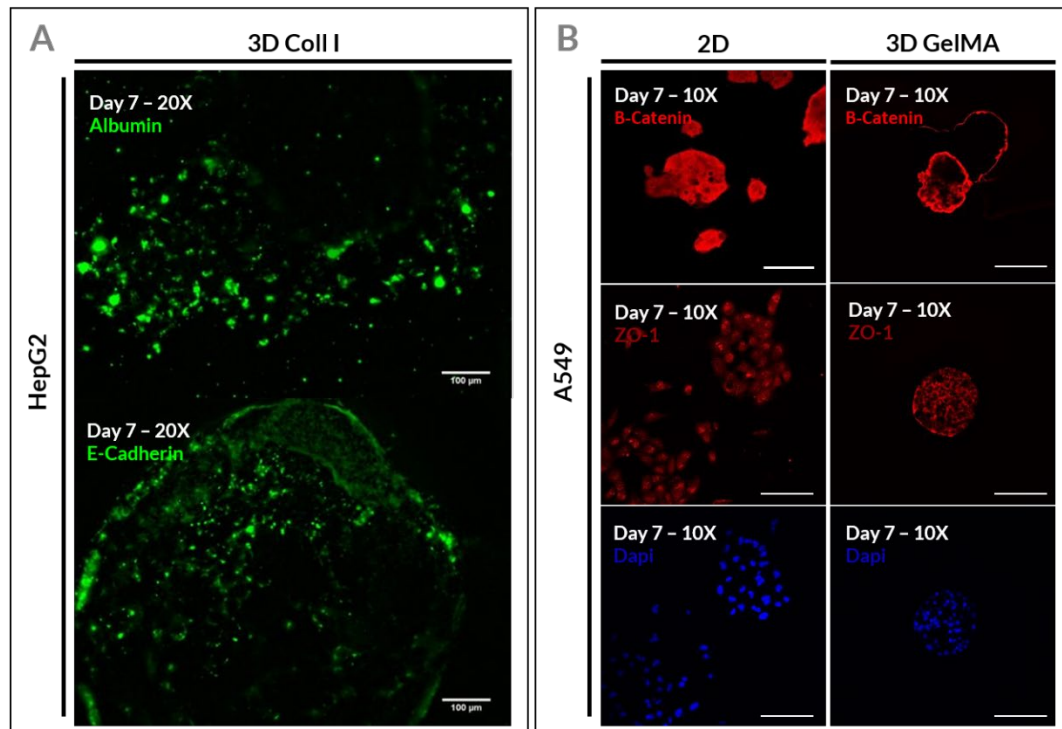 A
3D Coll I
HepG2
Day 7 – 20X
Albumin
100 µm
Day 7 – 20X
E-Cadherin
100 µm
B
2D
3D GelMA
A549
Day 7 – 10X
B-Catenin
Day 7 – 10X
B-Catenin
Day 7 – 10X
ZO-1
Day 7 – 10X
ZO-1
Day 7 – 10X
Dapi
Day 7 – 10X
Dapi